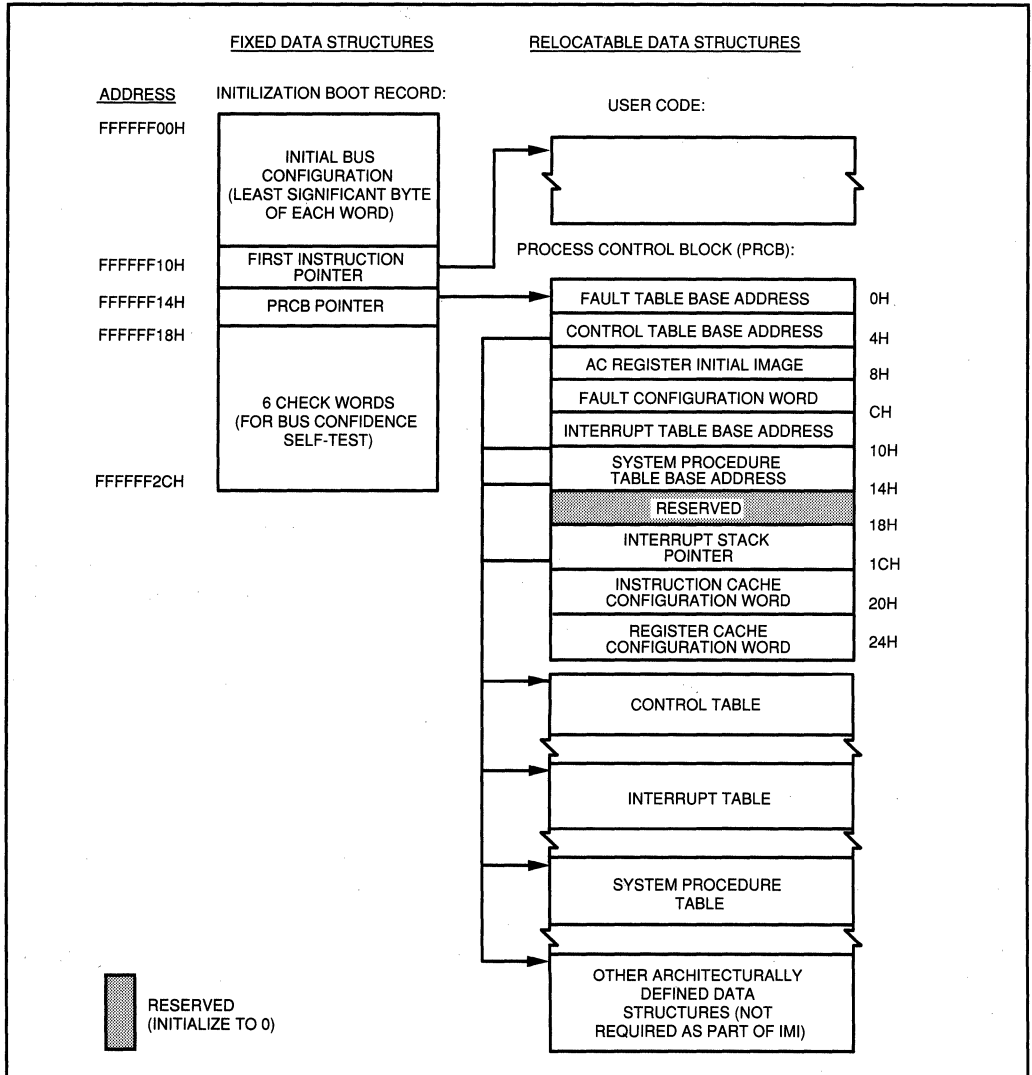 FIXED DATA STRUCTURES
RELOCATABLE DATA STRUCTURES
ADDRESS
INITILIZATION BOOT RECORD:
USER CODE:
FFFFFF00H
INITIAL BUS
CONFIGURATION
(LEAST SIGNIFICANT BYTE
OF EACH WORD)
FFFFFF10H
FIRST INSTRUCTION
POINTER
FFFFFF14H
PRCB POINTER
FFFFFF18H
6 CHECK WORDS
(FOR BUS CONFIDENCE
SELF-TEST)
FFFFFF2CH
PROCESS CONTROL BLOCK (PRCB):
FAULT TABLE BASE ADDRESS
0H
CONTROL TABLE BASE ADDRESS
4H
AC REGISTER INITIAL IMAGE
8H
FAULT CONFIGURATION WORD
CH
INTERRUPT TABLE BASE ADDRESS
10H
SYSTEM PROCEDURE
TABLE BASE ADDRESS
14H
RESERVED
18H
INTERRUPT STACK
POINTER
1CH
INSTRUCTION CACHE
CONFIGURATION WORD
20H
REGISTER CACHE
CONFIGURATION WORD
24H
CONTROL TABLE
INTERRUPT TABLE
SYSTEM PROCEDURE
TABLE
OTHER ARCHITECTURALLY
DEFINED DATA
STRUCTURES (NOT
REQUIRED AS PART OF IMI)
RESERVED
(INITIALIZE TO 0)